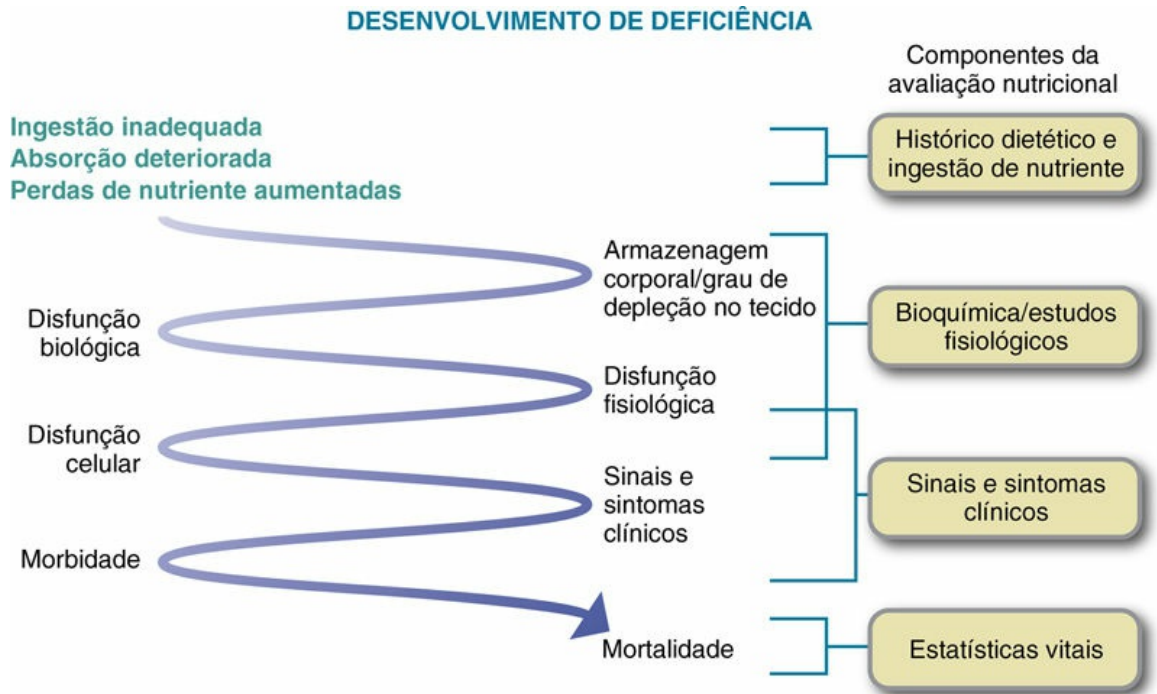 DESENVOLVIMENTO DE DEFICIÊNCIA
Componentes da
avaliação nutricional
Ingestão inadequada
Absorção deteriorada
Perdas de nutriente aumentadas
Histórico dietético e
ingestão de nutriente
Armazenagem
corporal/grau de
depleção no tecido
Disfunção
biológica
Bioquímica/estudos
fisiológicos
Disfunção
fisiológica
Disfunção
celular
Sinais e
sintomas
clínicos
Sinais e sintomas
clínicos
Morbidade
Mortalidade
Estatísticas vitais